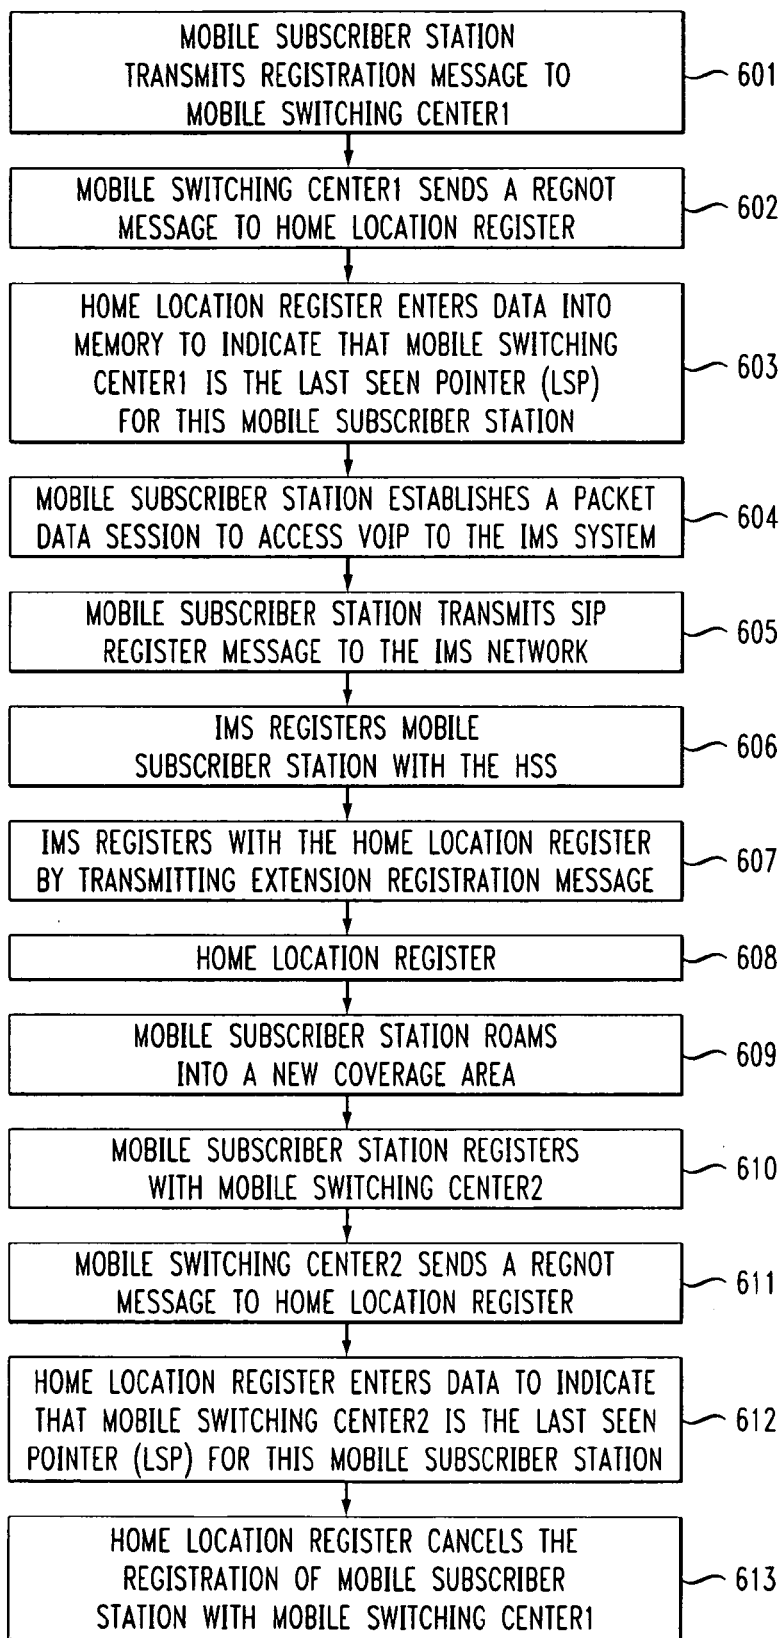 MOBILE SUBSCRIBER STATION
TRANSMITS REGISTRATION MESSAGE TO
MOBILE SWITCHING CENTER1
601
MOBILE SWITCHING CENTER1 SENDS A REGNOT
MESSAGE TO HOME LOCATION REGISTER
602
HOME LOCATION REGISTER ENTERS DATA INTO
MEMORY TO INDICATE THAT MOBILE SWITCHING
CENTER1 IS THE LAST SEEN POINTER (LSP)
FOR THIS MOBILE SUBSCRIBER STATION
603
MOBILE SUBSCRIBER STATION ESTABLISHES A PACKET
DATA SESSION TO ACCESS VOIP TO THE IMS SYSTEM
604
MOBILE SUBSCRIBER STATION TRANSMITS SIP
REGISTER MESSAGE TO THE IMS NETWORK
605
IMS REGISTERS MOBILE
SUBSCRIBER STATION WITH THE HSS
606
IMS REGISTERS WITH THE HOME LOCATION REGISTER
BY TRANSMITTING EXTENSION REGISTRATION MESSAGE
607
HOME LOCATION REGISTER
608
MOBILE SUBSCRIBER STATION ROAMS
INTO A NEW COVERAGE AREA
609
MOBILE SUBSCRIBER STATION REGISTERS
WITH MOBILE SWITCHING CENTER2
610
MOBILE SWITCHING CENTER2 SENDS A REGNOT
MESSAGE TO HOME LOCATION REGISTER
611
HOME LOCATION REGISTER ENTERS DATA TO INDICATE
THAT MOBILE SWITCHING CENTER2 IS THE LAST SEEN
POINTER (LSP) FOR THIS MOBILE SUBSCRIBER STATION
612
HOME LOCATION REGISTER CANCELS THE
REGISTRATION OF MOBILE SUBSCRIBER
STATION WITH MOBILE SWITCHING CENTER1
613